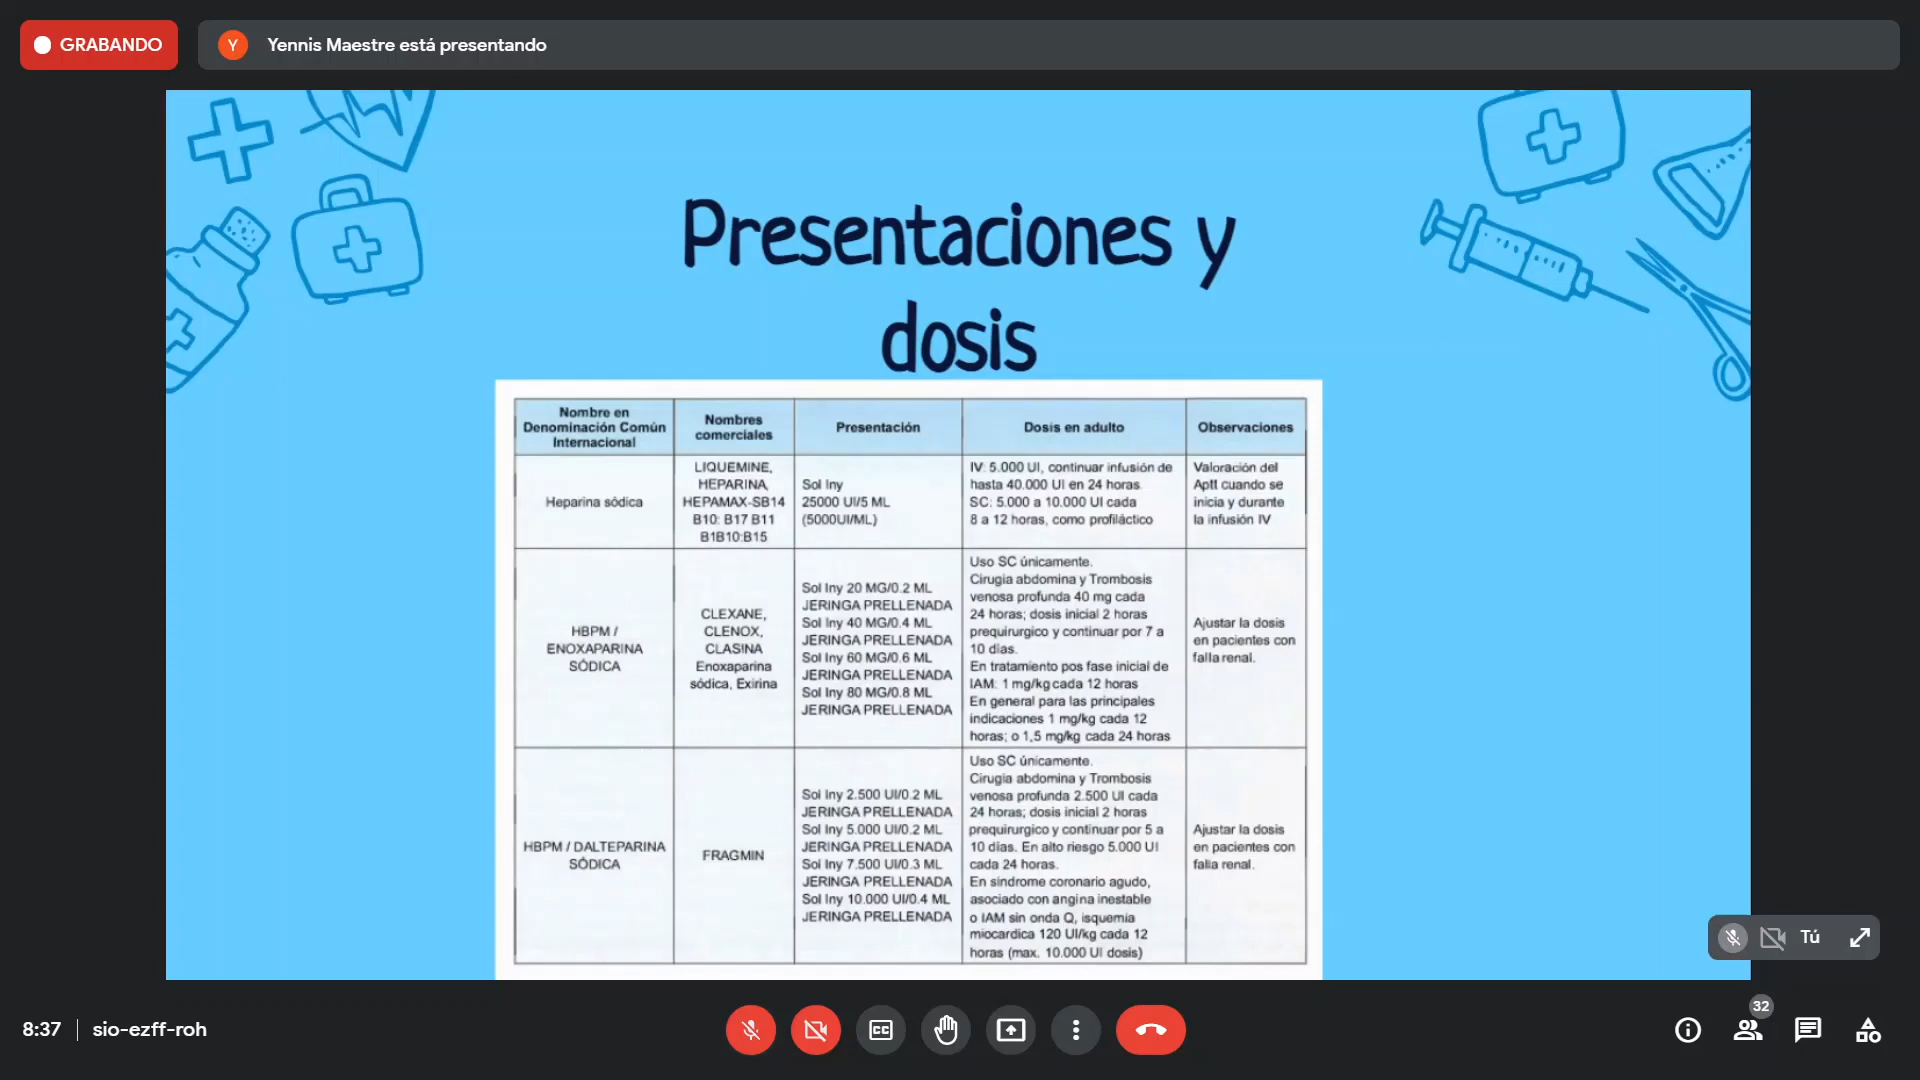 GRABANDO
Y
Yennis Maestre está presentando
Presentaciones y
dosis
Nombre en
Denominación Común
Internacional
Nombres
comerciales
Presentación
Dosis en adulto
Observaciones
Heparina sódica
LIQUEMINE,
HEPARINA,
HEPAMAX-SB14
B10: B17 B11
B1B10:B15
Sol Iny
25000 UI/5 ML
(5000UI/ML)
IV: 5.000 UI, continuar infusión de
hasta 40.000 UI en 24 horas.
SC: 5.000 a 10.000 UI cada
8 a 12 horas, como profiláctico
Valoración del
Aptt cuando se
inicia y durante
la infusión IV
HBPM /
ENOXAPARINA
SÓDICA
CLEXANE,
CLENOX,
CLASINA
Enoxaparina
sódica, Exirina
Sol Iny 20 MG/0.2 ML
JERINGA PRELLENADA
Sol Iny 40 MG/0.4 ML
JERINGA PRELLENADA
Sol Iny 60 MG/0.6 ML
JERINGA PRELLENADA
Sol Iny 80 MG/0.8 ML
JERINGA PRELLENADA
Uso SC únicamente.
Cirugia abdomina y Trombosis
venosa profunda 40 mg cada
24 horas; dosis inicial 2 horas
prequirurgico y continuar por 7 a
10 días.
En tratamiento pos fase inicial de
IAM: 1 mg/kg cada 12 horas
En general para las principales
indicaciones 1 mg/kg cada 12
horas; o 1,5 mg/kg cada 24 horas
Ajustar la dosis
en pacientes con
falla renal.
HBPM / DALTEPARINA
SÓDICA
FRAGMIN
Sol Iny 2.500 UI/0.2 ML
JERINGA PRELLENADA
Sol Iny 5.000 UI/0.2 ML
JERINGA PRELLENADA
Sol Iny 7.500 UI/0.3 ML
JERINGA PRELLENADA
Sol Iny 10.000 UI/0.4 ML
JERINGA PRELLENADA
Uso SC únicamente.
Cirugia abdomina y Trombosis
venosa profunda 2.500 UI cada
24 horas; dosis inicial 2 horas
prequirurgico y continuar por 5 a
10 días. En alto riesgo 5.000 UI
cada 24 horas.
En síndrome coronario agudo,
asociado con angina inestable
o IAM sin onda Q, isquemia
miocardica 120 UI/kg cada 12
horas (max. 10.000 UI dosis)
Ajustar la dosis
en pacientes con
falla renal.
Tú
8:37
sio-ezff-roh
CC
32